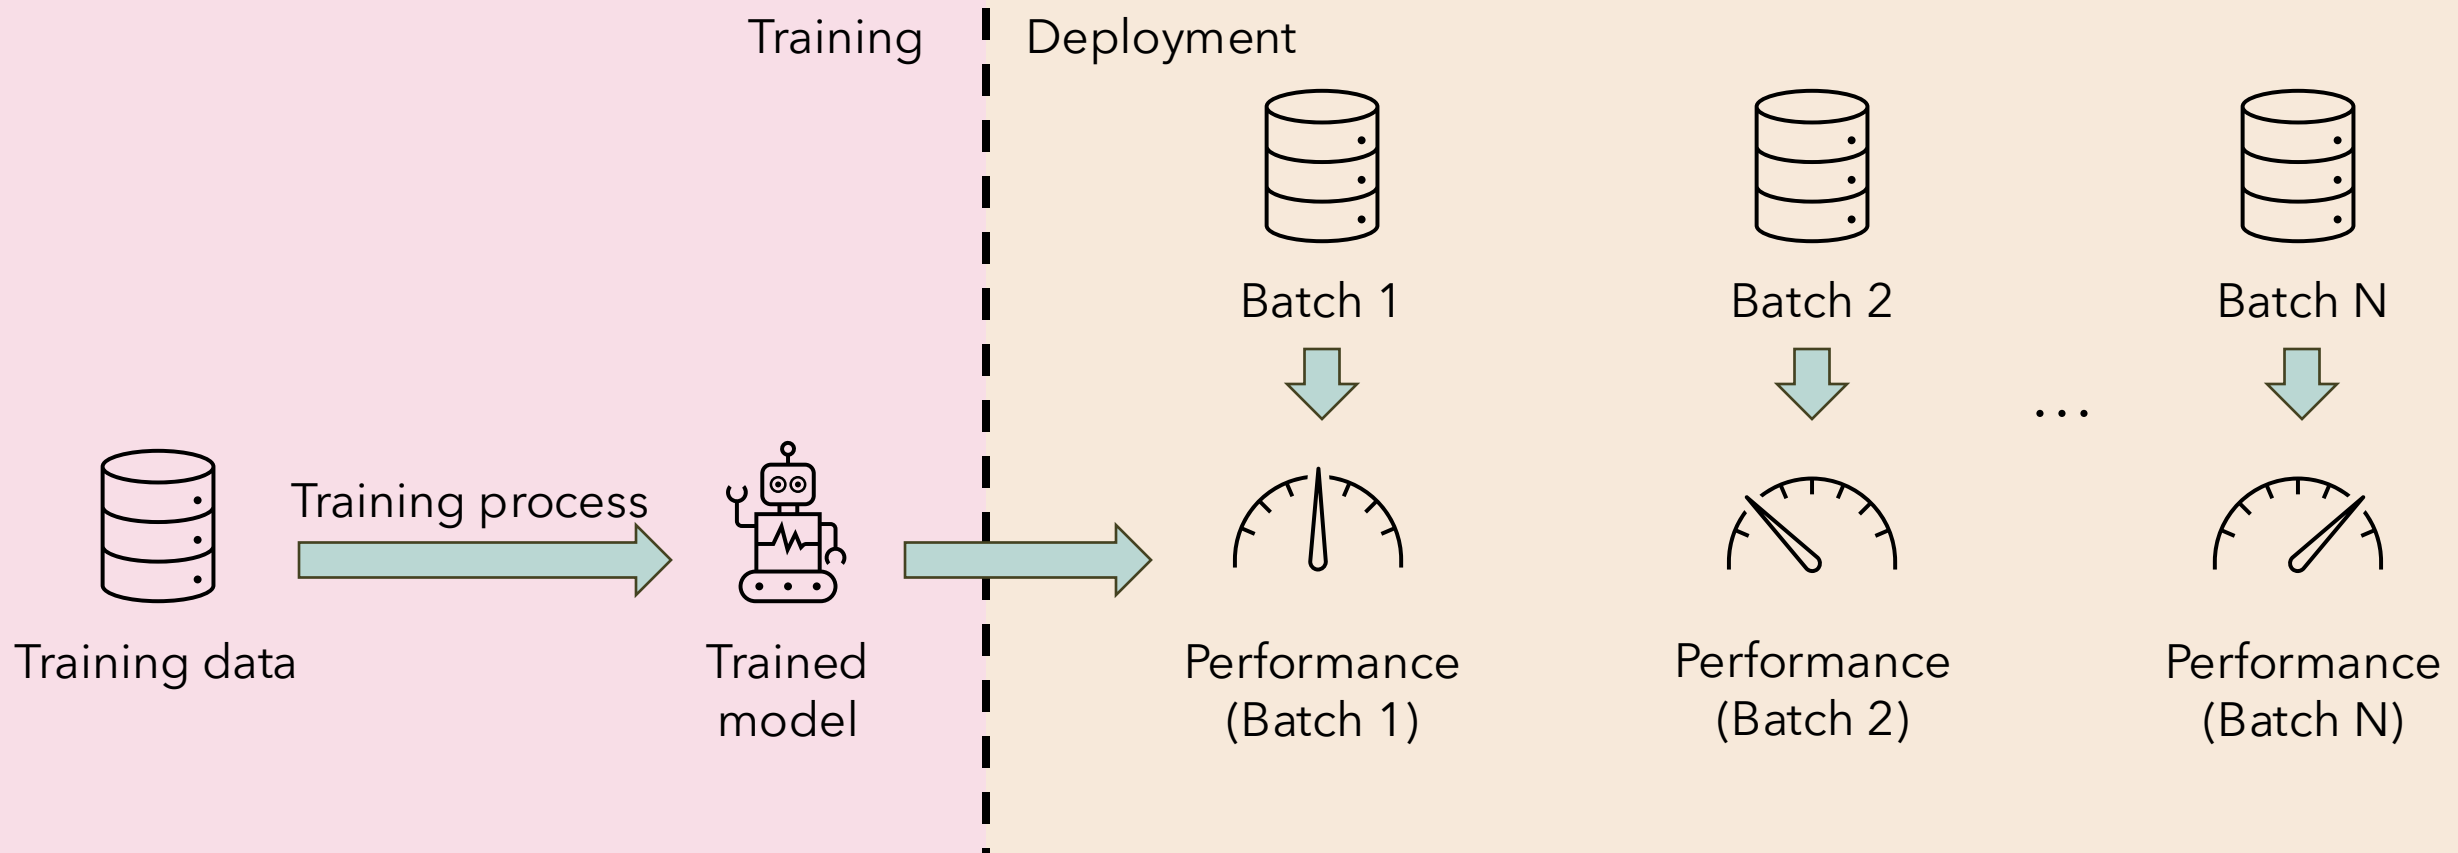 Training
Deployment
Batch 1
Batch 2
Batch N
...
Training process
Training data
Trained
model
Performance
(Batch 1)
Performance
(Batch 2)
Performance
(Batch N)